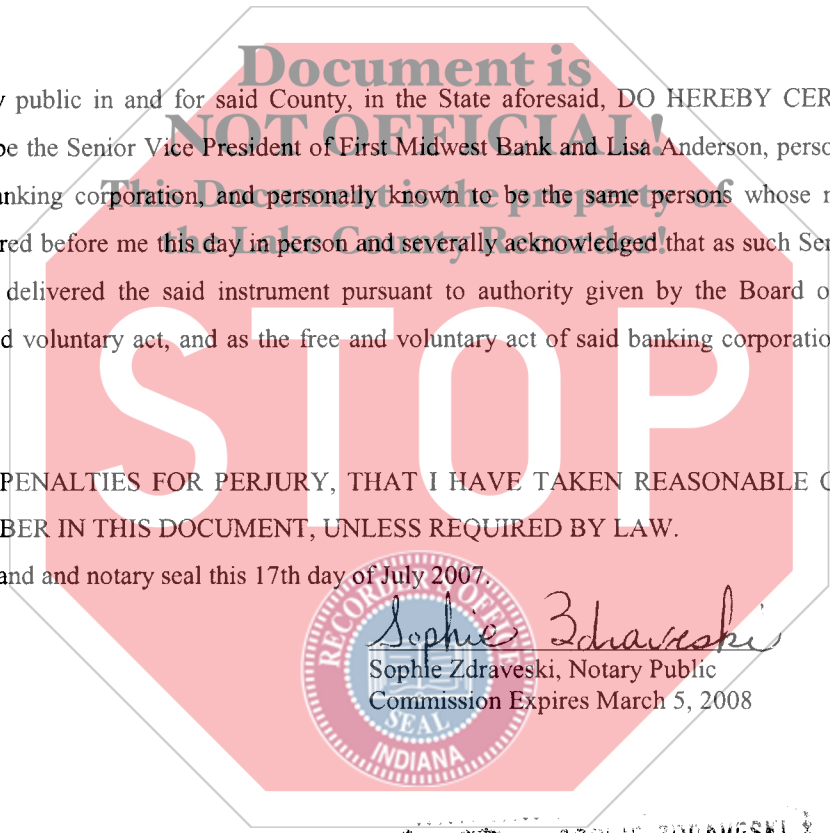 Document is
y public in and for said County, in the State aforesaid, DO HEREBY CER
NOT OFFICIAL!
be the Senior Vice President of First Midwest Bank and Lisa Anderson, perso
This Document is the property of
anking corporation, and personally known to be the same persons whose
the Lake County Recorder!
red before me this day in person and severally acknowledged that as such Sen
delivered the said instrument pursuant to authority given by the Board o
d voluntary act, and as the free and voluntary act of said banking corporatio
STOP
PENALTIES FOR PERJURY, THAT I HAVE TAKEN REASONABLE C
BER IN THIS DOCUMENT, UNLESS REQUIRED BY LAW.
and and notary seal this 17th day of July 2007.
RECORDER'S OFFICE
Sophie Zdraveski
Sophie Zdraveski, Notary Public
Commission Expires March 5, 2008
SEAL
INDIANA